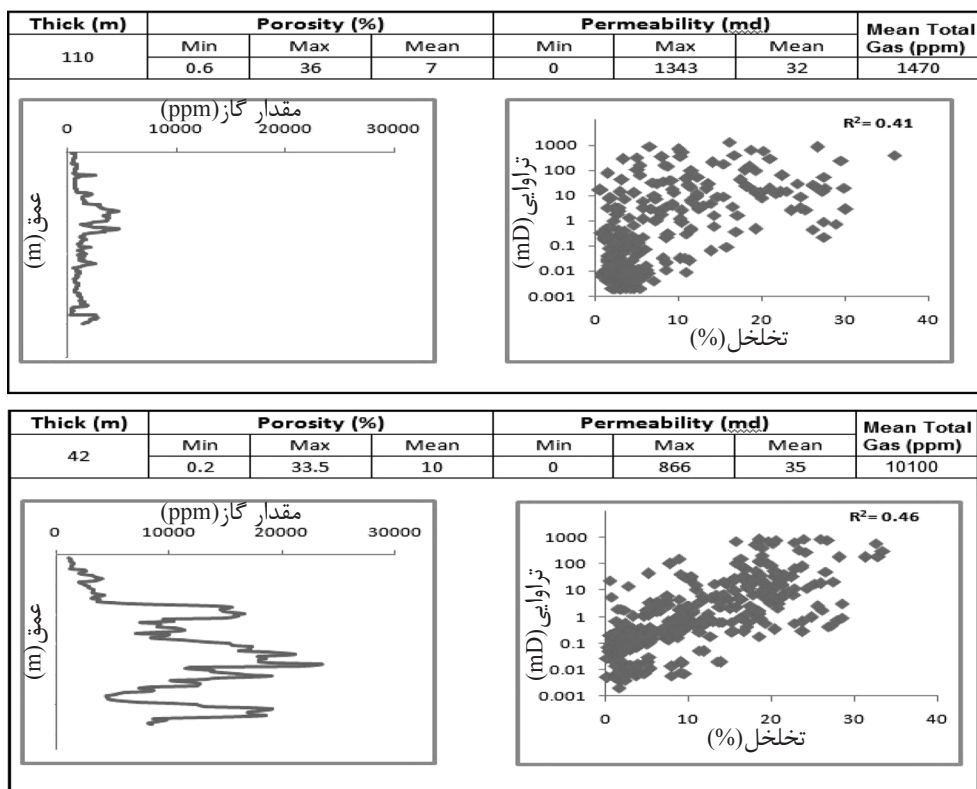 Thick (m) Porosity (%) Permeability (md) Mean Total Gas (ppm)
110 Min Max Mean Min Max Mean
0.6 36 7 0 1343 32 1470
مقدار گاز(ppm)
0 10000 20000 30000
عمق(m)
R²= 0.41
تراوایی(mD)
1000
100
10
1
0.1
0.01
0.001
0 10 20 30 40
تخلخل(%)
Thick (m) Porosity (%) Permeability (md) Mean Total Gas (ppm)
42 Min Max Mean Min Max Mean
0.2 33.5 10 0 866 35 10100
مقدار گاز(ppm)
0 10000 20000 30000
عمق(m)
R²= 0.46
تراوایی(mD)
1000
100
10
1
0.1
0.01
0.001
0 10 20 30 40
تخلخل(%)